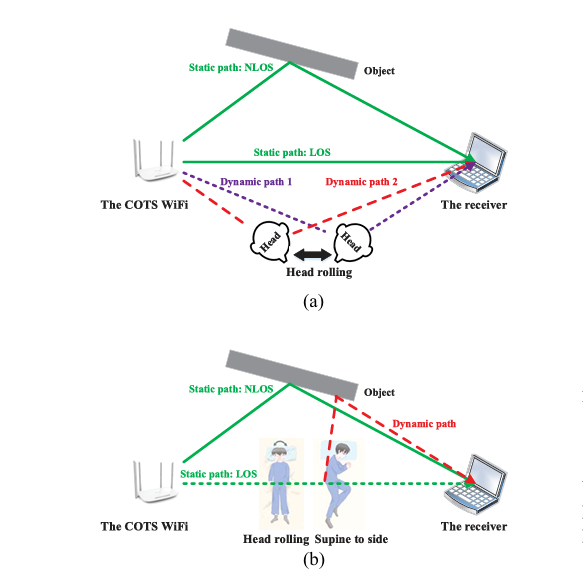 Static path: NLOS
Object
Static path: LOS
Dynamic path 1
Dynamic path 2
The COTS WiFi
The receiver
Head
Head
Head rolling
(a)
Static path: NLOS
Object
Dynamic path
Static path: LOS
The COTS WiFi
The receiver
Head rolling Supine to side
(b)